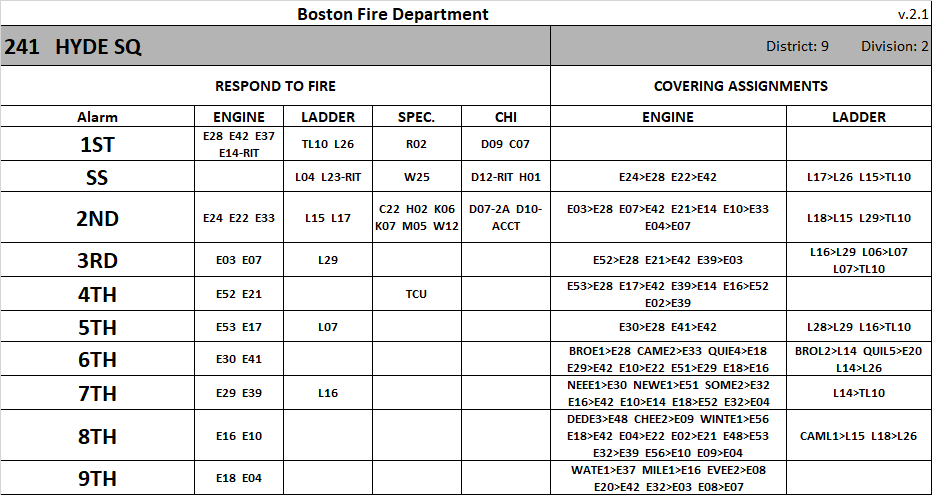 Boston Fire Department v.2.1
241 HYDE SQ District: 9 Division: 2
RESPOND TO FIRE COVERING ASSIGNMENTS
Alarm ENGINE LADDER SPEC. CHI ENGINE LADDER
1ST
E28 E42 E37
E14-RIT
TL10 L26
R02
D09 C07
SS
L04 L23-RIT
W25
D12-RIT H01
E24>E28 E22>E42
L17>L26 L15>TL10
2ND
E24 E22 E33
L15 L17
C22 H02 K06
K07 M05 W12
D07-2A D10-
ACCT
E03>E28 E07>E42 E21>E14 E10>E33
E04>E07
L18>L15 L29>TL10
3RD
E03 E07
L29
E52>E28 E21>E42 E39>E03
L16>L29 L06>L07
L07>TL10
4TH
E52 E21
TCU
E53>E28 E17>E42 E39>E14 E16>E52
E02>E39
5TH
E53 E17
L07
E30>E28 E41>E42
L28>L29 L16>TL10
6TH
E30 E41
BROE1>E28 CAME2>E33 QUIE4>E18
E29>E42 E10>E22 E51>E29 E18>E16
BROL2>L14 QUIL5>E20
L14>L26
7TH
E29 E39
L16
NEEE1>E30 NEWE1>E51 SOME2>E32
E16>E42 E10>E14 E18>E52 E32>E04
L14>TL10
8TH
E16 E10
DEDE3>E48 CHEE2>E09 WINTE1>E56
E18>E42 E04>E22 E02>E21 E48>E53
E32>E39 E56>E10 E09>E04
CAML1>L15 L18>L26
9TH
E18 E04
WATE1>E37 MILE1>E16 EVEE2>E08
E20>E42 E32>E03 E08>E07